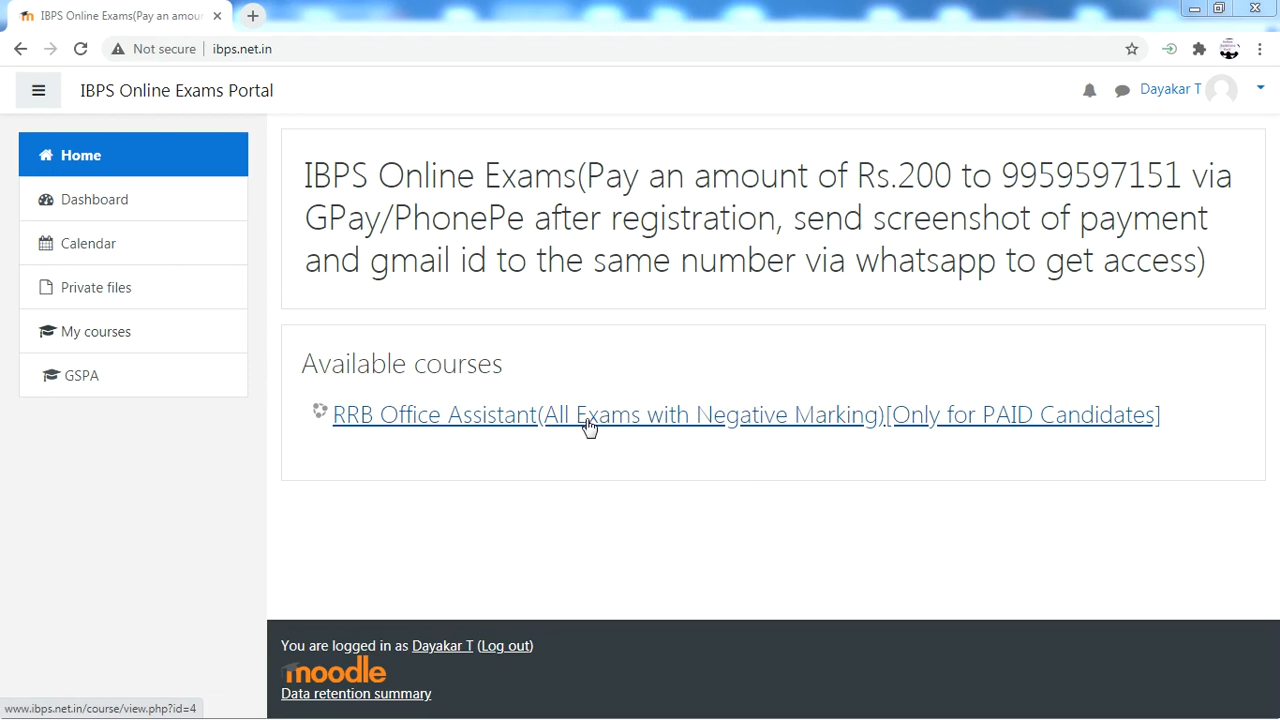 IBPS Online Exams(Pay an amour
Not secure
ibps.net.in
IBPS Online Exams Portal
Dayakar T
Home
Dashboard
Calendar
Private files
My courses
GSPA
IBPS Online Exams(Pay an amount of Rs.200 to 9959597151 via
GPay/PhonePe after registration, send screenshot of payment
and gmail id to the same number via whatsapp to get access)
Available courses
RRB Office Assistant(All Exams with Negative Marking)[Only for PAID Candidates]
You are logged in as Dayakar T (Log out)
moodle
Data retention summary
www.ibps.net.in/course/view.php?id=4